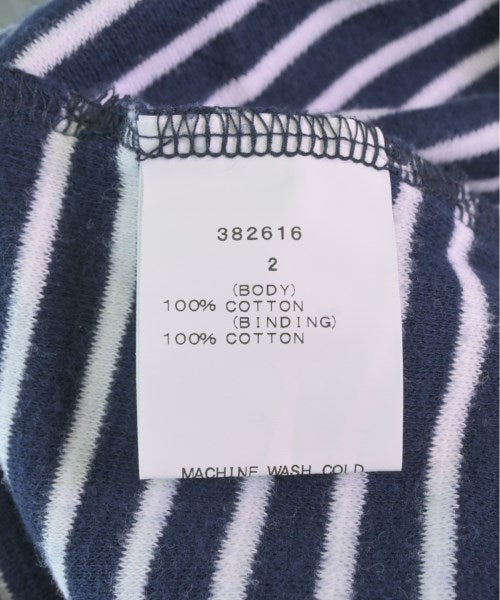 382616
2
(BODY)
100% COTTON
(BINDING)
100% COTTON
MACHINE WASH COLD